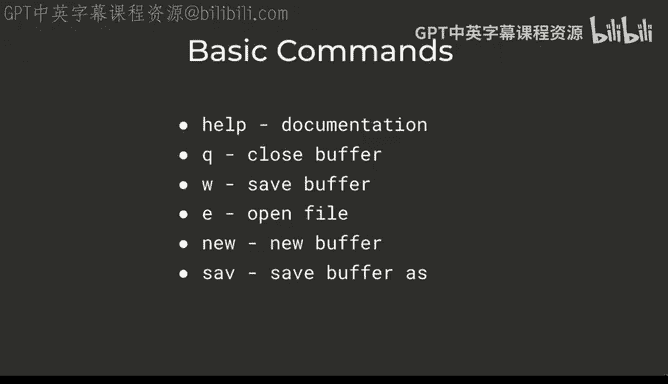 GPT中英字幕课程资源@bilibili.com
GPT中英字幕课程资源 bilibili
Basic Commands
• help - documentation
• q - close buffer
• w - save buffer
• e - open file
• new - new buffer
• sav - save buffer as